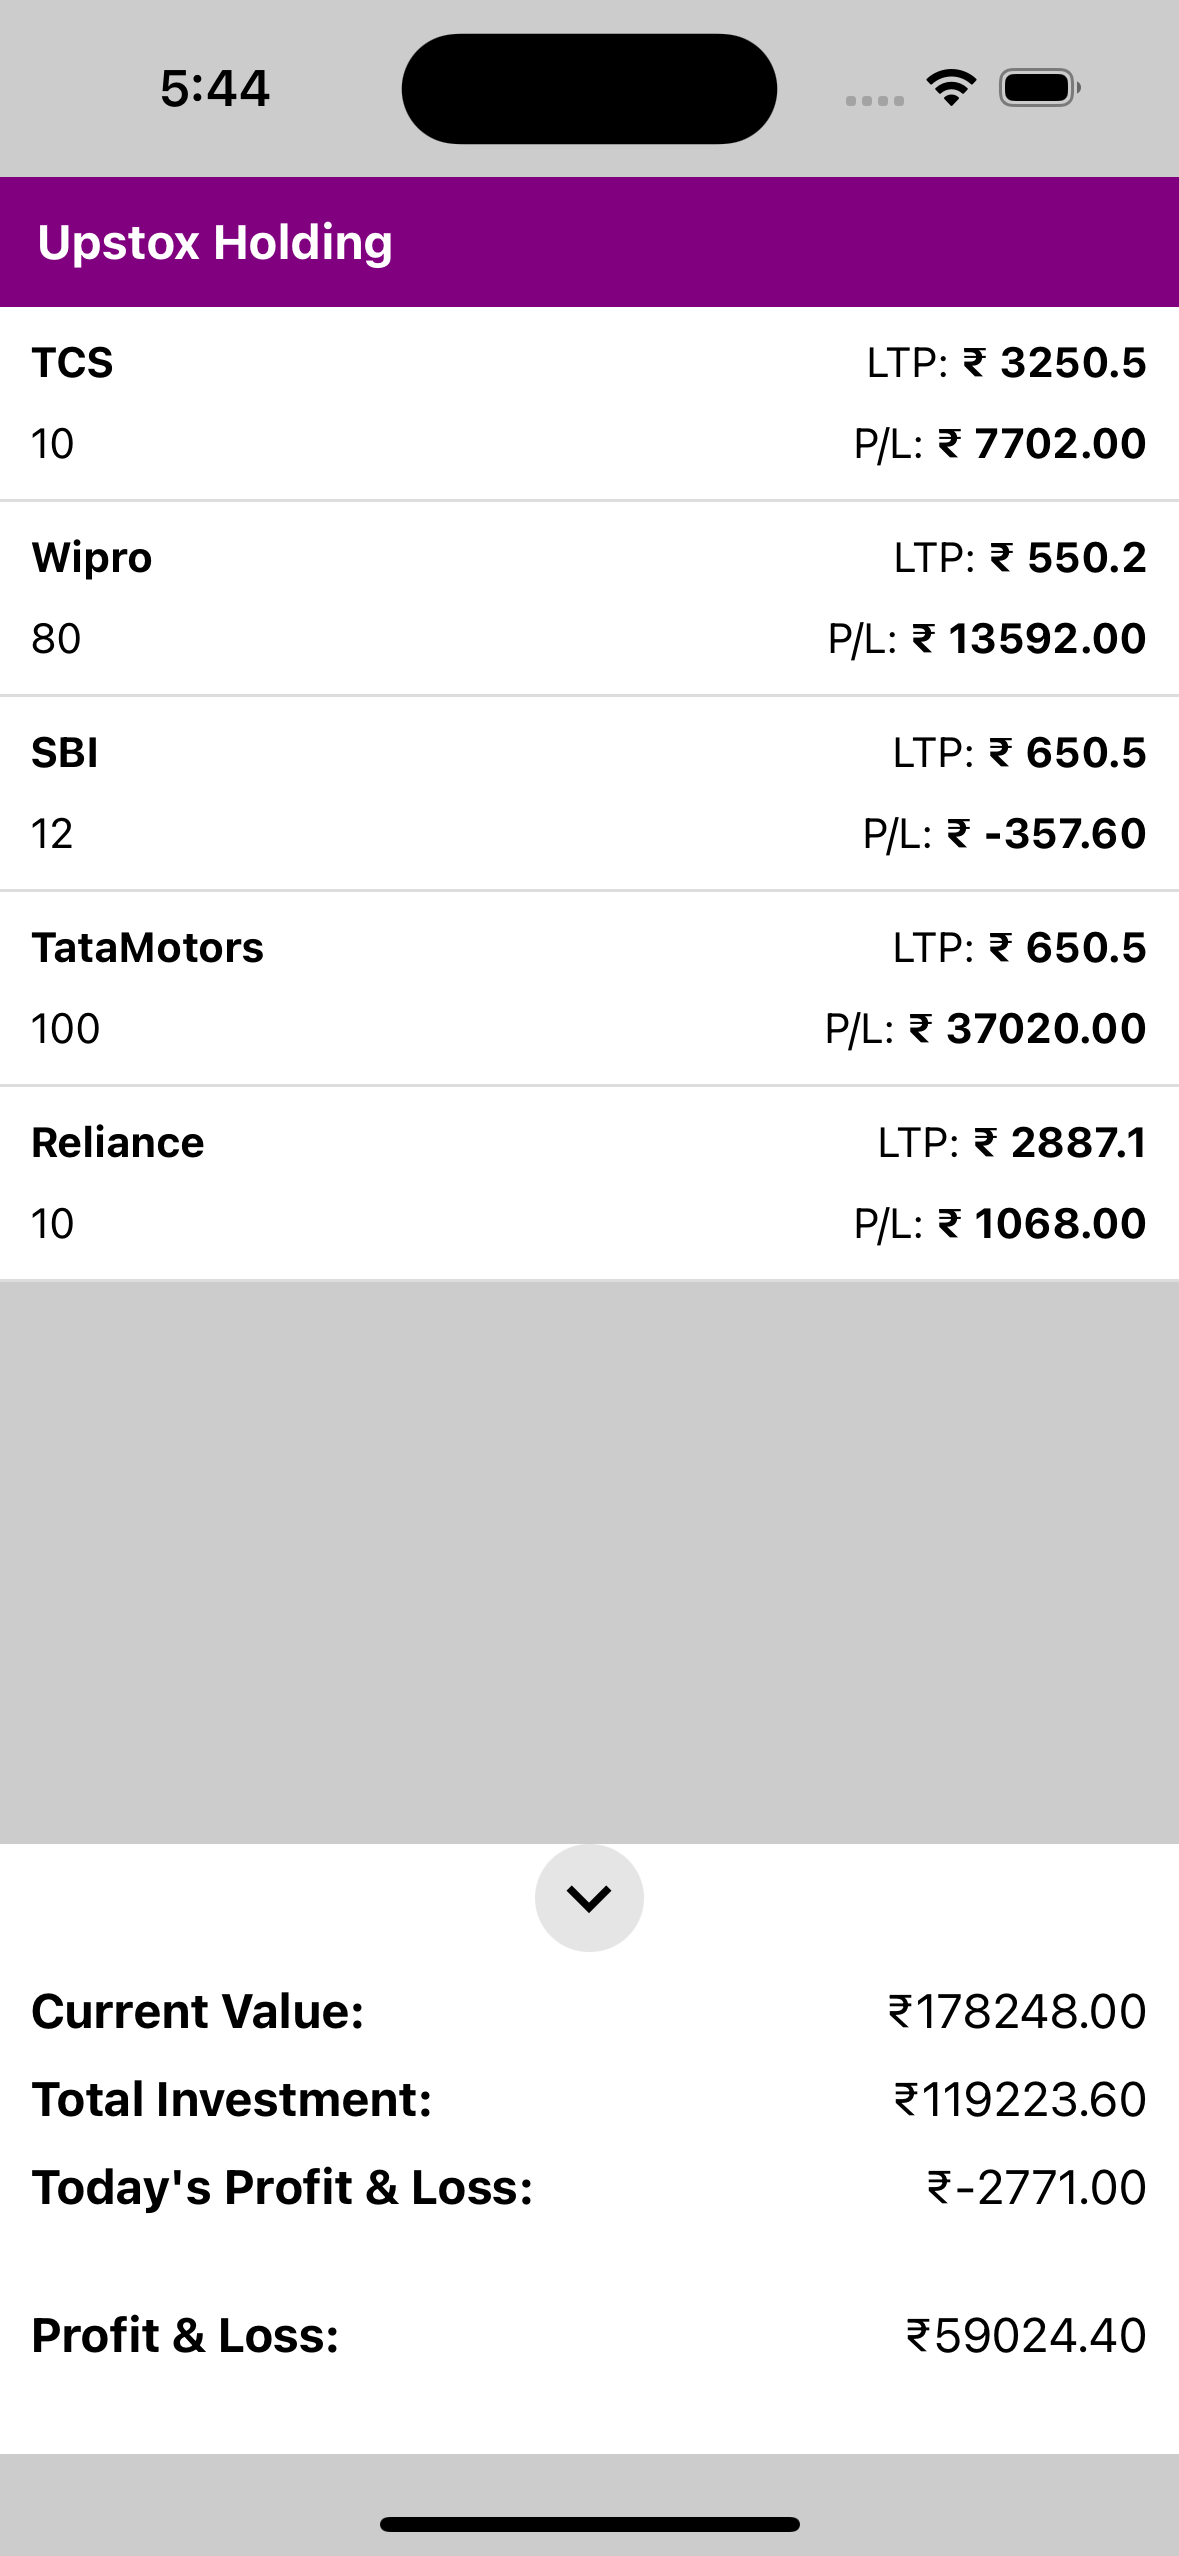 5:44
Upstox Holding
TCS LTP: ₹ 3250.5
10 P/L: ₹ 7702.00
Wipro LTP: ₹ 550.2
80 P/L: ₹ 13592.00
SBI LTP: ₹ 650.5
12 P/L: ₹ -357.60
TataMotors LTP: ₹ 650.5
100 P/L: ₹ 37020.00
Reliance LTP: ₹ 2887.1
10 P/L: ₹ 1068.00
Current Value: ₹178248.00
Total Investment: ₹119223.60
Today's Profit & Loss: ₹-2771.00
Profit & Loss: ₹59024.40